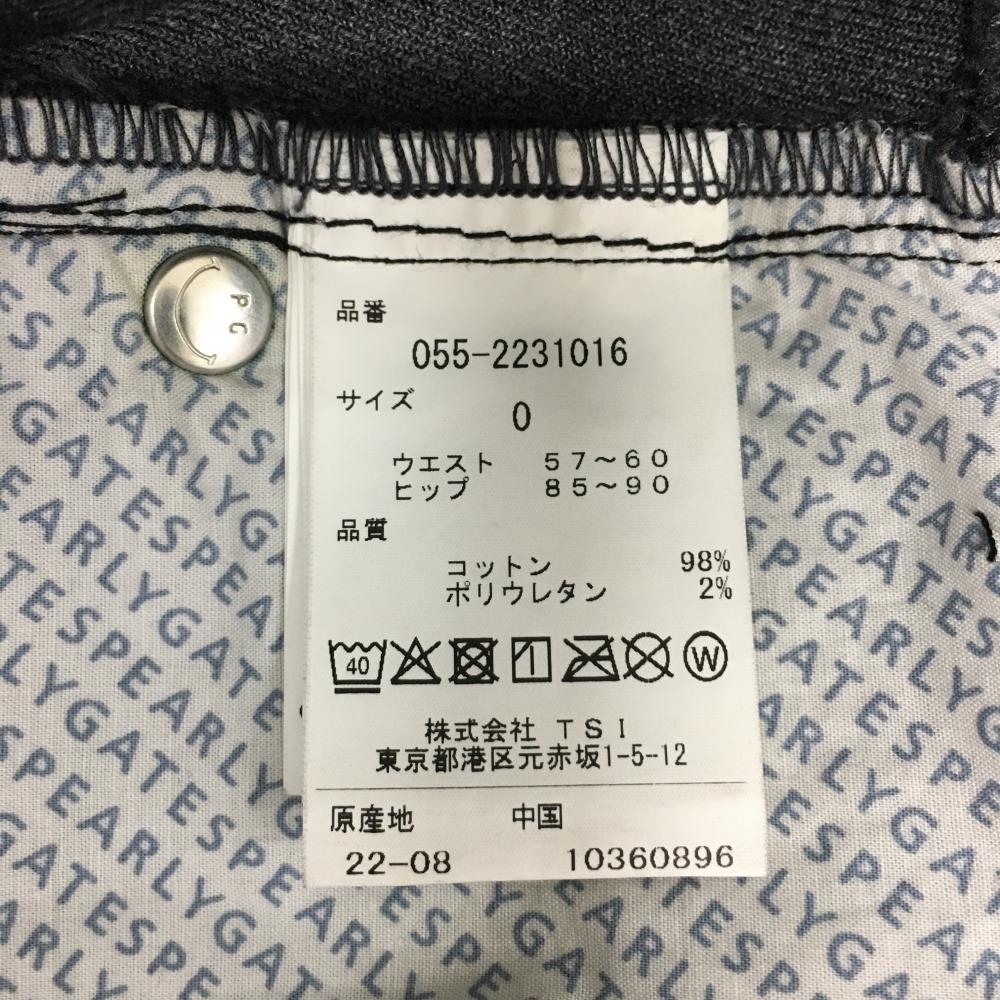 品番
055-2231016
サイズ
0
ウエスト 57～60
ヒップ 85～90
品質
コットン 98%
ポリウレタン 2%
40 W
株式会社 TSI
東京都港区元赤坂1-5-12
原産地 中国
22-08 10360896
PG
PEARLYGATES